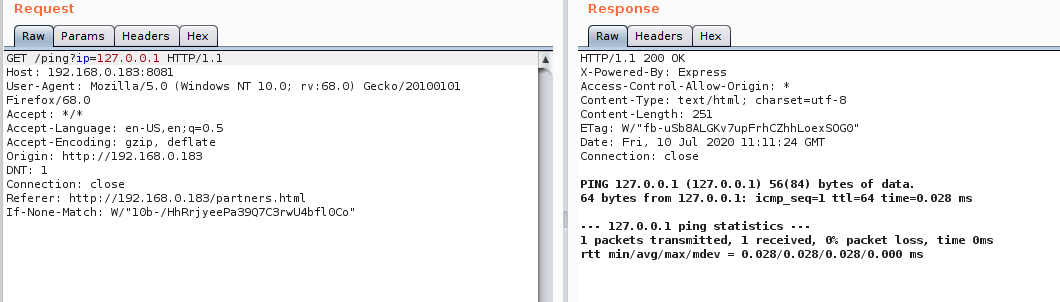 Request
Raw Params Headers Hex
GET /ping?ip=127.0.0.1 HTTP/1.1
Host: 192.168.0.183:8081
User-Agent: Mozilla/5.0 (Windows NT 10.0; rv:68.0) Gecko/20100101
Firefox/68.0
Accept: */*
Accept-Language: en-US,en;q=0.5
Accept-Encoding: gzip, deflate
Origin: http://192.168.0.183
DNT: 1
Connection: close
Referer: http://192.168.0.183/partners.html
If-None-Match: W/"10b-/HhRrjyeePa39Q7C3rwU4bfl0Co"
Response
Raw Headers Hex
HTTP/1.1 200 OK
X-Powered-By: Express
Access-Control-Allow-Origin: *
Content-Type: text/html; charset=utf-8
Content-Length: 251
ETag: W/"fb-uSb8ALGKv7upFrhCZhhLoexSOG0"
Date: Fri, 10 Jul 2020 11:11:24 GMT
Connection: close
PING 127.0.0.1 (127.0.0.1) 56(84) bytes of data.
64 bytes from 127.0.0.1: icmp_seq=1 ttl=64 time=0.028 ms
--- 127.0.0.1 ping statistics ---
1 packets transmitted, 1 received, 0% packet loss, time 0ms
rtt min/avg/max/mdev = 0.028/0.028/0.028/0.000 ms